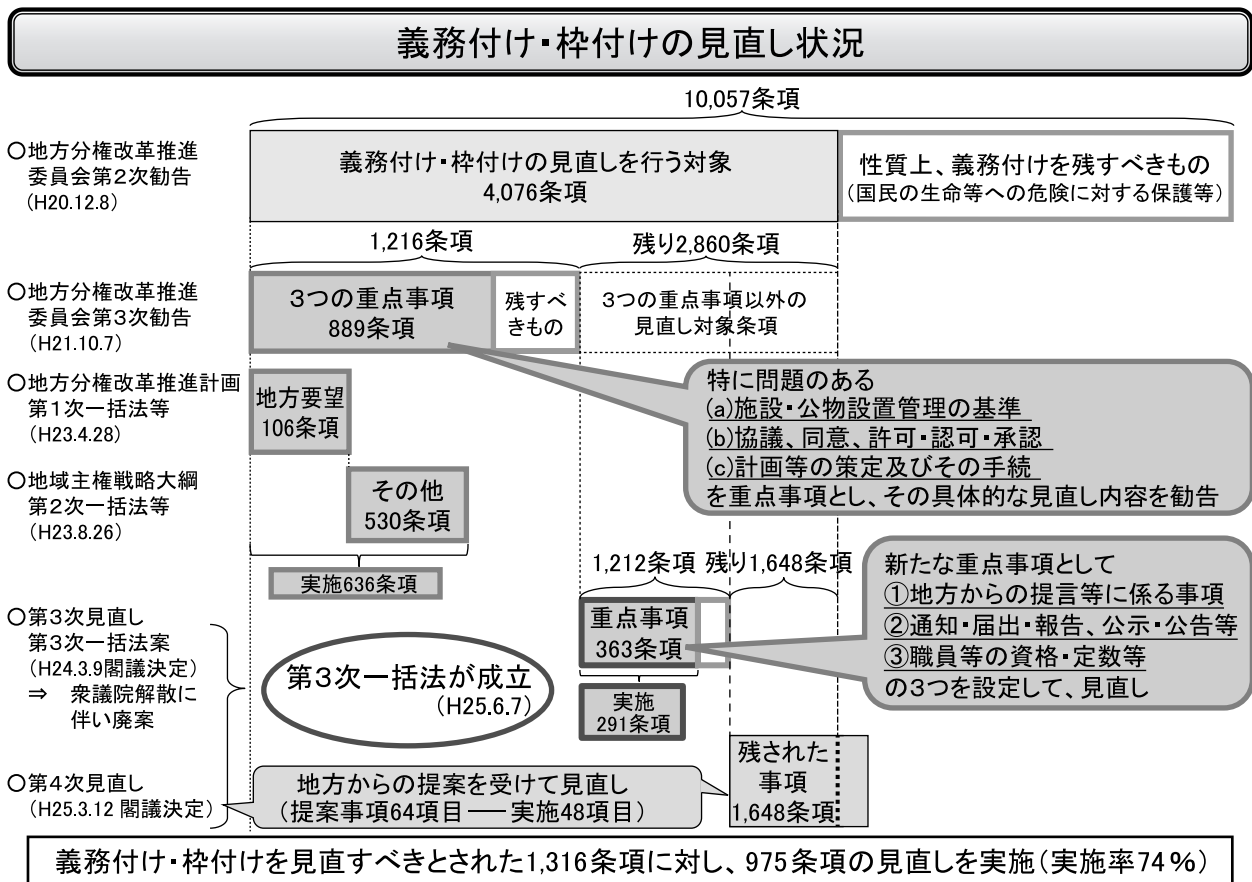 義務付け・枠付けの見直し状況
10,057条項
○地方分権改革推進
委員会第2次勧告
(H20.12.8)
義務付け・枠付けの見直しを行う対象
4,076条項
性質上、義務付けを残すべきもの
(国民の生命等への危険に対する保護等)
1,216条項
残り2,860条項
○地方分権改革推進
委員会第3次勧告
(H21.10.7)
3つの重点事項
889条項
残すべ
きもの
3つの重点事項以外の
見直し対象条項
○地方分権改革推進計画
第1次一括法等
(H23.4.28)
地方要望
106条項
特に問題のある
(a)施設・公物設置管理の基準
(b)協議、同意、許可・認可・承認
(c)計画等の策定及びその手続
を重点事項とし、その具体的な見直し内容を勧告
○地域主権戦略大綱
第2次一括法等
(H23.8.26)
その他
530条項
実施636条項
1,212条項
残り1,648条項
○第3次見直し
第3次一括法案
(H24.3.9閣議決定)
⇒ 衆議院解散に
伴い廃案
第3次一括法が成立
(H25.6.7)
重点事項
363条項
実施
291条項
新たな重点事項として
①地方からの提言等に係る事項
②通知・届出・報告、公示・公告等
③職員等の資格・定数等
の3つを設定して、見直し
○第4次見直し
(H25.3.12 閣議決定)
地方からの提案を受けて見直し
(提案事項64項目 ── 実施48項目)
残された
事項
1,648条項
義務付け・枠付けを見直すべきとされた1,316条項に対し、975条項の見直しを実施(実施率74%)